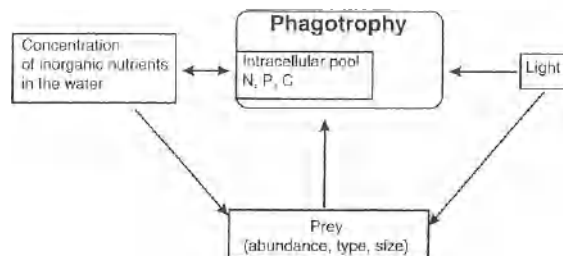 Phagotrophy
Concentration
of inorganic nutrients
in the water
Intracellular pool
N, P, C
Light
Prey
(abundance, type, size)